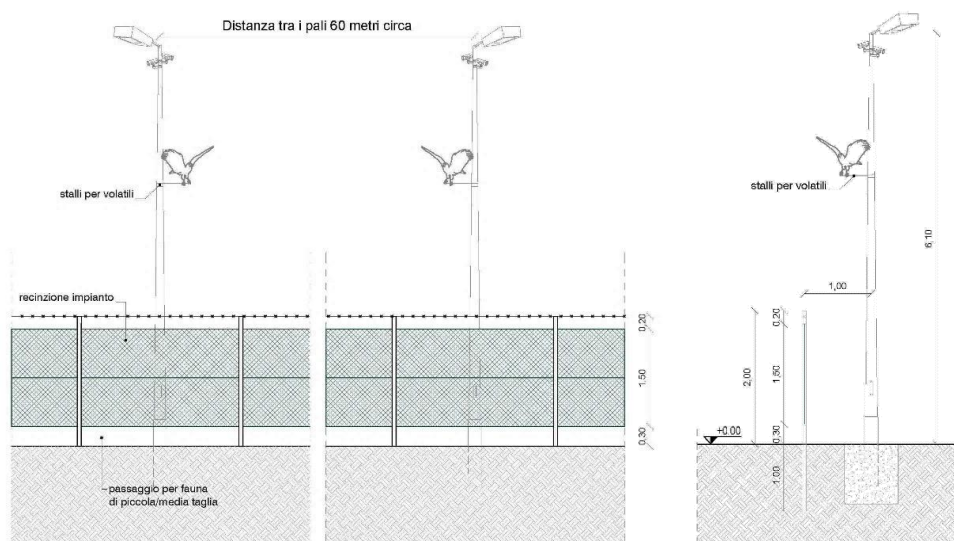 Distanza tra i pali 60 metri circa
stalli per volatili
stalli per volatili
6,10
recinzione impianto
1,00
0,20
1,50
0,30
2,00
0,20
1,50
0,30
1,00
+0.00
passaggio per fauna
di piccola/media taglia